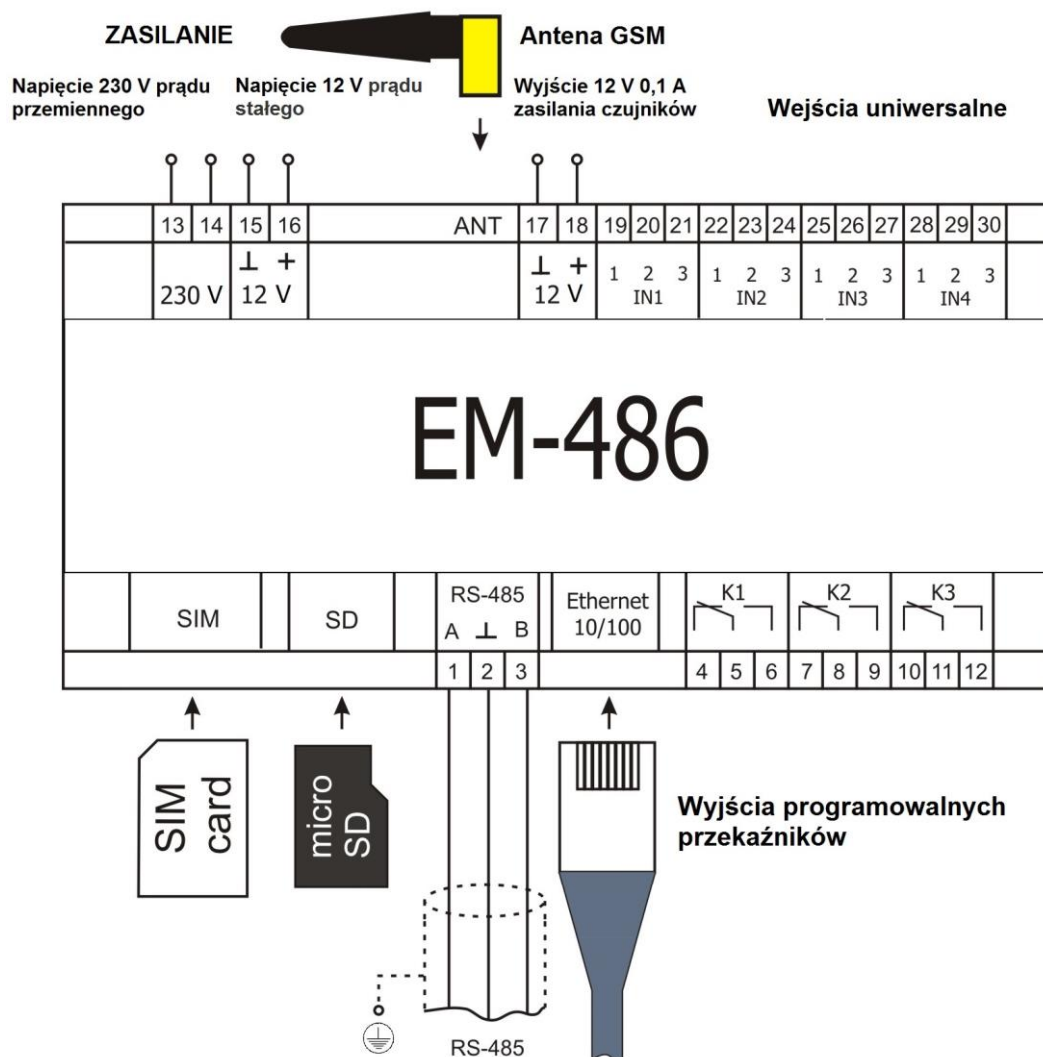 ZASILANIE
Antena GSM
Napięcie 230 V prądu
przemiennego
Napięcie 12 V prądu
stałego
Wyjście 12 V 0,1 A
zasilania czujników
Wejścia uniwersalne
13 14 15 16 ANT 17 18 19 20 21 22 23 24 25 26 27 28 29 30
230 V
⊥ +
12 V
⊥ +
12 V
1 2 3
IN1
1 2 3
IN2
1 2 3
IN3
1 2 3
IN4
EM-486
SIM
SD
RS-485
A ⊥ B
Ethernet
10/100
K1
K2
K3
1 2 3 4 5 6 7 8 9 10 11 12
SIM
card
micro
SD
Wyjścia programowalnych
przekaźników
RS-485